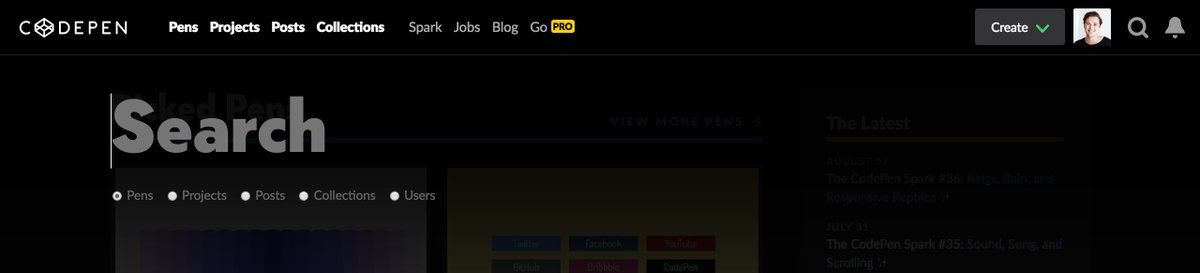 CODEPEN Pens Projects Posts Collections Spark Jobs Blog Go PRO Create
Picked Pens
Search
VIEW MORE PENS →
Pens Projects Posts Collections Users
Twitter Facebook YouTube
GitHub Dribbble CodePen
The Latest
AUGUST 07
The CodePen Spark #36: Rings, Rain, and
Responsive Reptiles ✨
JULY 31
The CodePen Spark #35: Sound, Song, and
Scrolling ✨